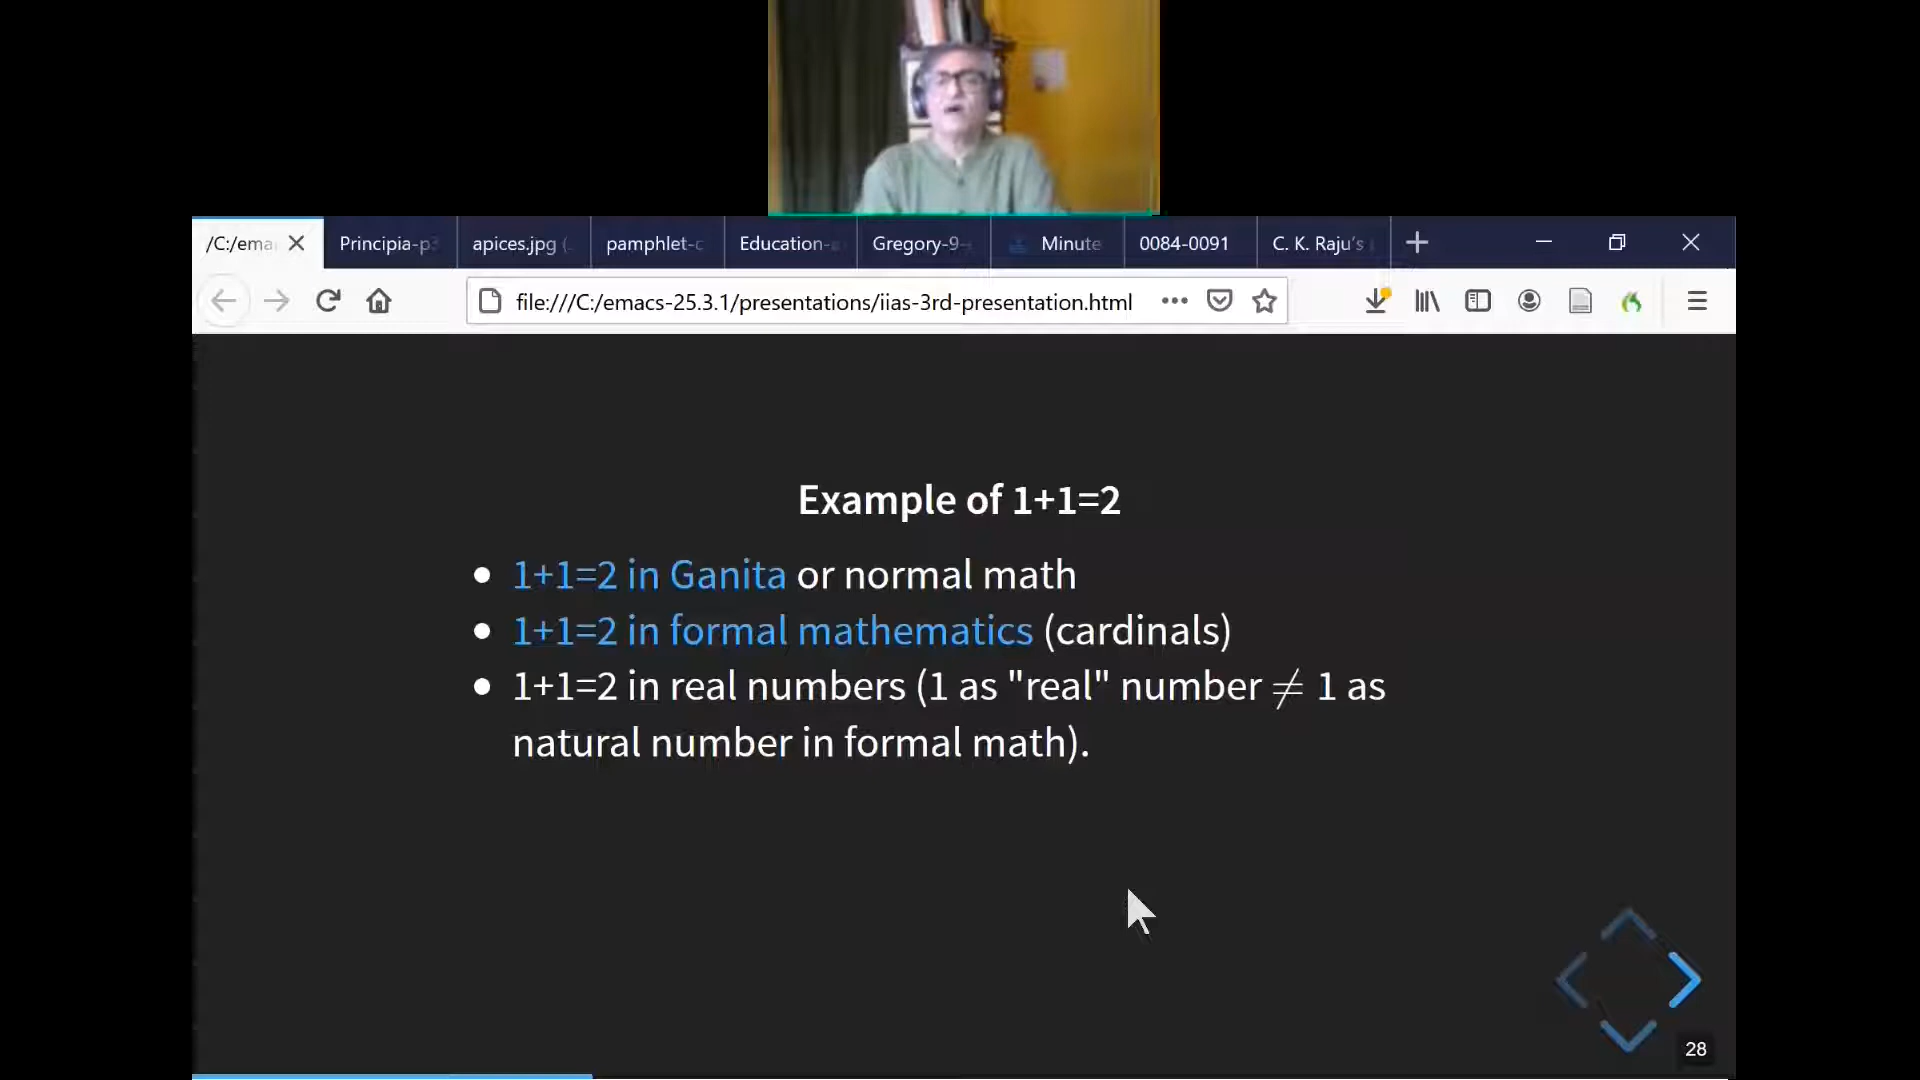 /C:/ema
Principia-p
apices.jpg (
pamphlet-c
Education-
Gregory-9-
Minute
0084-0091
C. K. Raju's
file:///C:/emacs-25.3.1/presentations/iias-3rd-presentation.html
Example of 1+1=2
1+1=2 in Ganita or normal math
1+1=2 in formal mathematics (cardinals)
1+1=2 in real numbers (1 as "real" number ≠ 1 as
natural number in formal math).
28